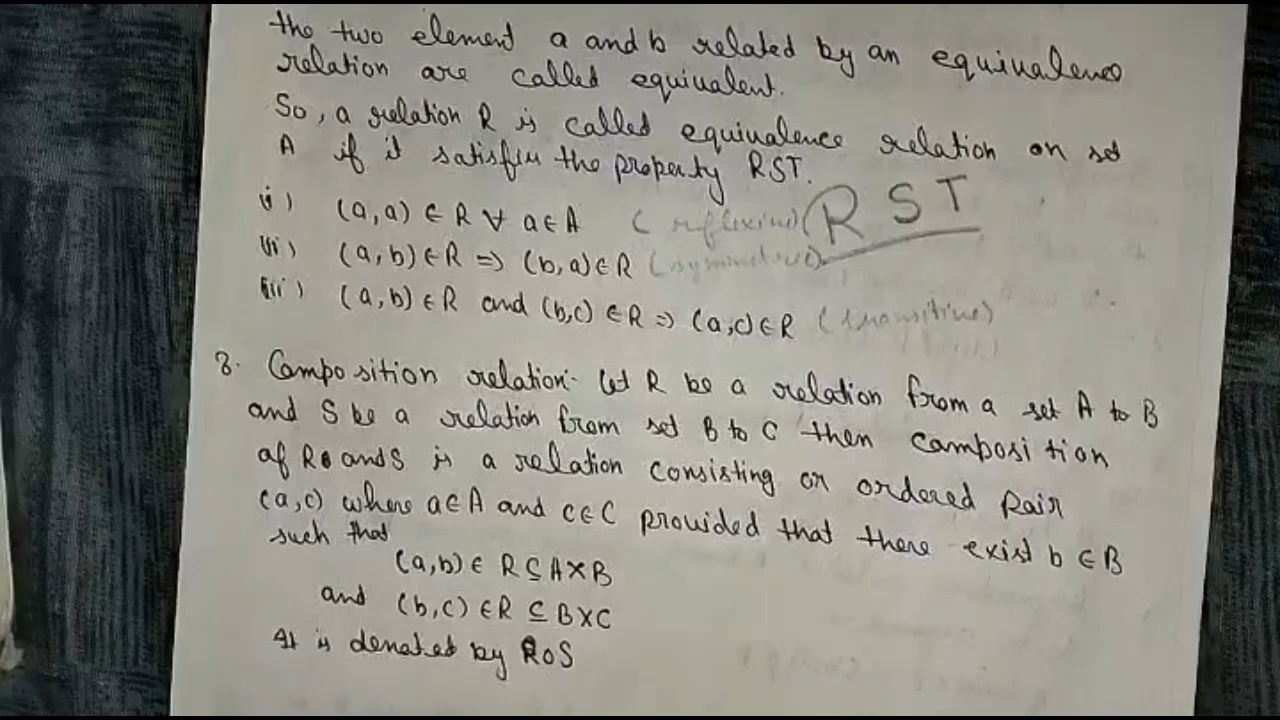 the two element a and b related by an equivalence
relation are called equivalent.
So, a relation R is called equivalence relation on set
A if it satisfies the property RST.
(i) (a,a) ∈ R ∀ a∈A (reflexive) RST
(ii) (a,b)∈R => (b,a)∈R (symmetric)
(iii) (a,b)∈R and (b,c)∈R => (a,c)∈R (transitive)
8. Composition relation:- let R be a relation from a set A to B
and S be a relation from set B to C then composition
of R and S is a relation consisting or ordered pair
(a,c) where a∈A and c∈C provided that there exist b∈B
such that
(a,b) ∈ R⊆A×B
and (b,c) ∈R ⊆ B×C
It is denoted by RoS